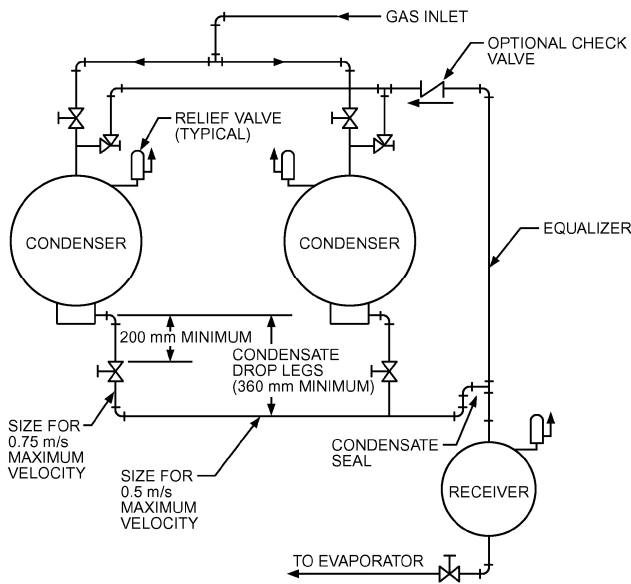 GAS INLET
OPTIONAL CHECK
VALVE
RELIEF VALVE
(TYPICAL)
CONDENSER
CONDENSER
EQUALIZER
200 mm MINIMUM
CONDENSATE
DROP LEGS
(360 mm MINIMUM)
SIZE FOR
0.75 m/s
MAXIMUM
VELOCITY
SIZE FOR
0.5 m/s
MAXIMUM
VELOCITY
CONDENSATE
SEAL
RECEIVER
TO EVAPORATOR